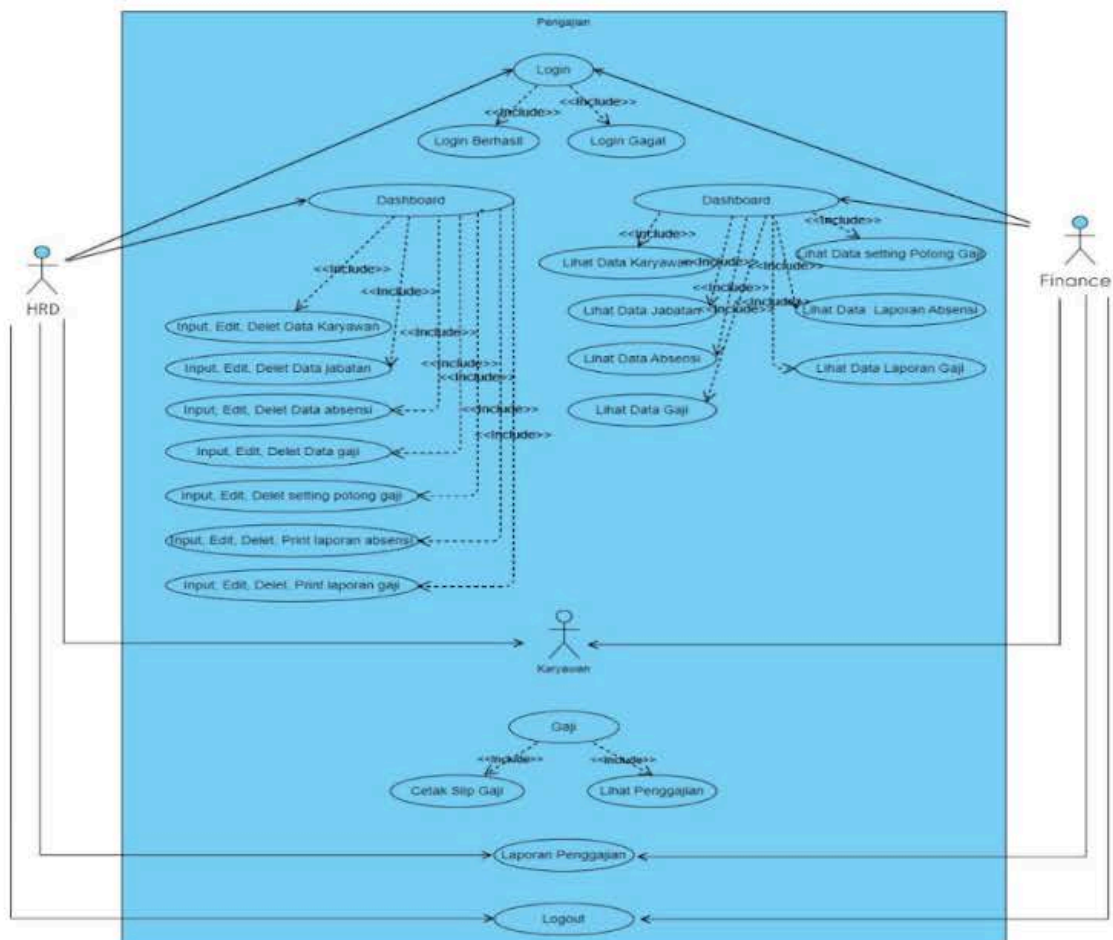 Pengajian
Login
<<Include>>
<<Include>>
Login Berhasil
Login Gagal
Dashboard
Dashboard
<<Include>>
<<Include>>
Lihat Data Karyawan
Lihat Data setting Potong Gaji
HRD
Finance
<<Include>>
<<Include>>
<<Include>>
<<Include>>
<<Include>>
<<Include>>
Input, Edit, Delet Data Karyawan
Lihat Data Jabatan
Lihat Data Laporan Absensi
Input, Edit, Delet Data jabatan
Lihat Data Absensi
Lihat Data Laporan Gaji
<<Include>>
<<Include>>
Input, Edit, Delet Data absensi
<<Include>>
Lihat Data Gaji
<<Include>>
Input, Edit, Delet Data gaji
Input, Edit, Delet setting potong gaji
Input, Edit, Delet, Print laporan absensi
Input, Edit, Delet, Print laporan gaji
Karyawan
Gaji
<<Include>>
<<Include>>
Cetak Slip Gaji
Lihat Penggajian
Laporan Penggajian
Logout